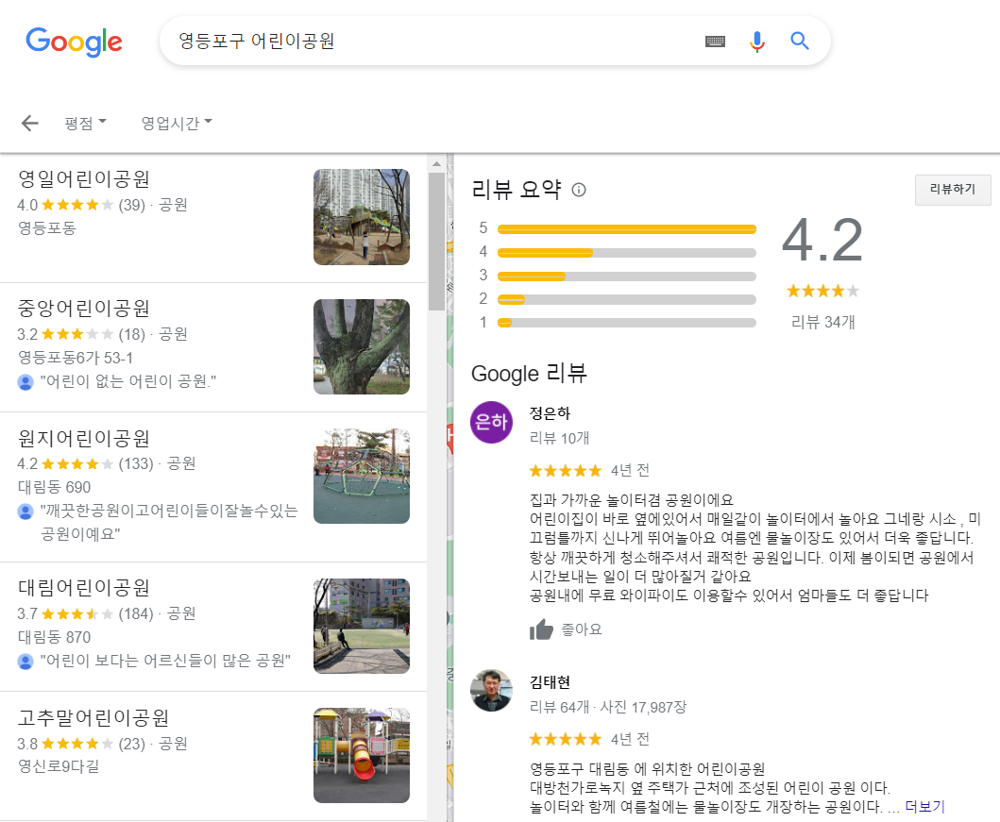 Google
영등포구 어린이공원
평점 영업시간
영일어린이공원
4.0 (39) · 공원
영등포동
중앙어린이공원
3.2 (18) · 공원
영등포동6가 53-1
"어린이 없는 어린이 공원."
원지어린이공원
4.2 (133) · 공원
대림동 690
"깨끗한공원이고어린이들이잘놀수있는
공원이예요"
대림어린이공원
3.7 (184) · 공원
대림동 870
"어린이 보다는 어르신들이 많은 공원"
고추말어린이공원
3.8 (23) · 공원
영신로9다길
리뷰 요약
리뷰하기
5
4
3
2
1
4.2
리뷰 34개
Google 리뷰
은하
정은하
리뷰 10개
4년 전
집과 가까운 놀이터겸 공원이에요
어린이집이 바로 옆에있어서 매일같이 놀이터에서 놀아요 그네랑 시소 , 미
끄럼틀까지 신나게 뛰어놀아요 여름엔 물놀이장도 있어서 더욱 좋답니다.
항상 깨끗하게 청소해주셔서 쾌적한 공원입니다. 이제 봄이되면 공원에서
시간보내는 일이 더 많아질거 같아요
공원내에 무료 와이파이도 이용할수 있어서 엄마들도 더 좋답니다
좋아요
김태현
리뷰 64개 · 사진 17,987장
4년 전
영등포구 대림동 에 위치한 어린이공원
대방천가로녹지 옆 주택가 근처에 조성된 어린이 공원 이다.
놀이터와 함께 여름철에는 물놀이장도 개장하는 공원이다. … 더보기